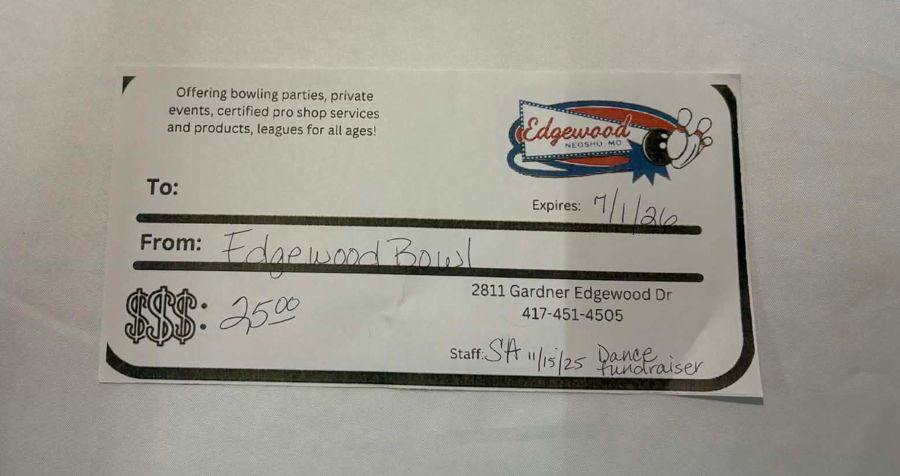 Offering bowling parties, private
events, certified pro shop services
and products, leagues for all ages!
Edgewood
NEOSHO, MO
To:
Expires: 7/1/26
From: Edgewood Bowl
$$$: 25.00
2811 Gardner Edgewood Dr
417-451-4505
Staff: SA 11/15/25 Dance
fundraiser